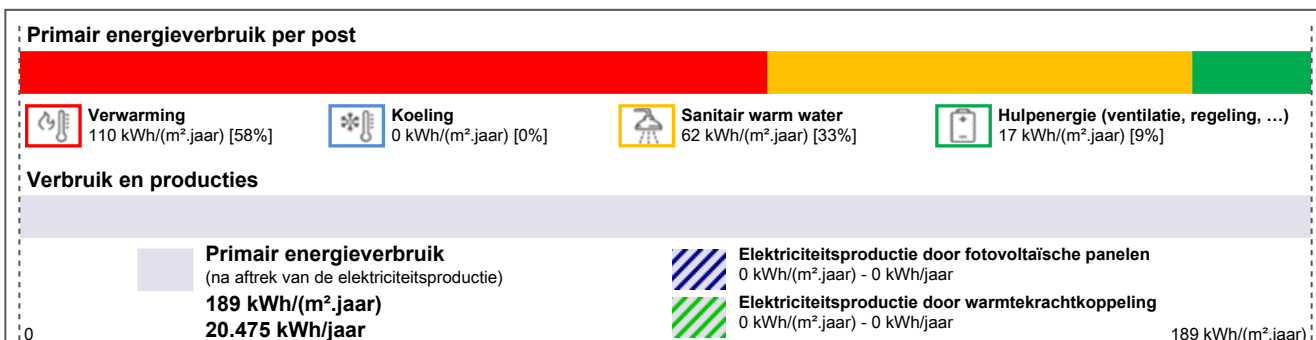 Primair energieverbruik per post
Verwarming
110 kWh/(m².jaar) [58%]
Koeling
0 kWh/(m².jaar) [0%]
Sanitair warm water
62 kWh/(m².jaar) [33%]
Hulpenergie (ventilatie, regeling, …)
17 kWh/(m².jaar) [9%]
Verbruik en producties
Primair energieverbruik
(na aftrek van de elektriciteitsproductie)
189 kWh/(m².jaar)
20.475 kWh/jaar
Elektriciteitsproductie door fotovoltaïsche panelen
0 kWh/(m².jaar) - 0 kWh/jaar
Elektriciteitsproductie door warmtekrachtkoppeling
0 kWh/(m².jaar) - 0 kWh/jaar
0
189 kWh/(m².jaar)